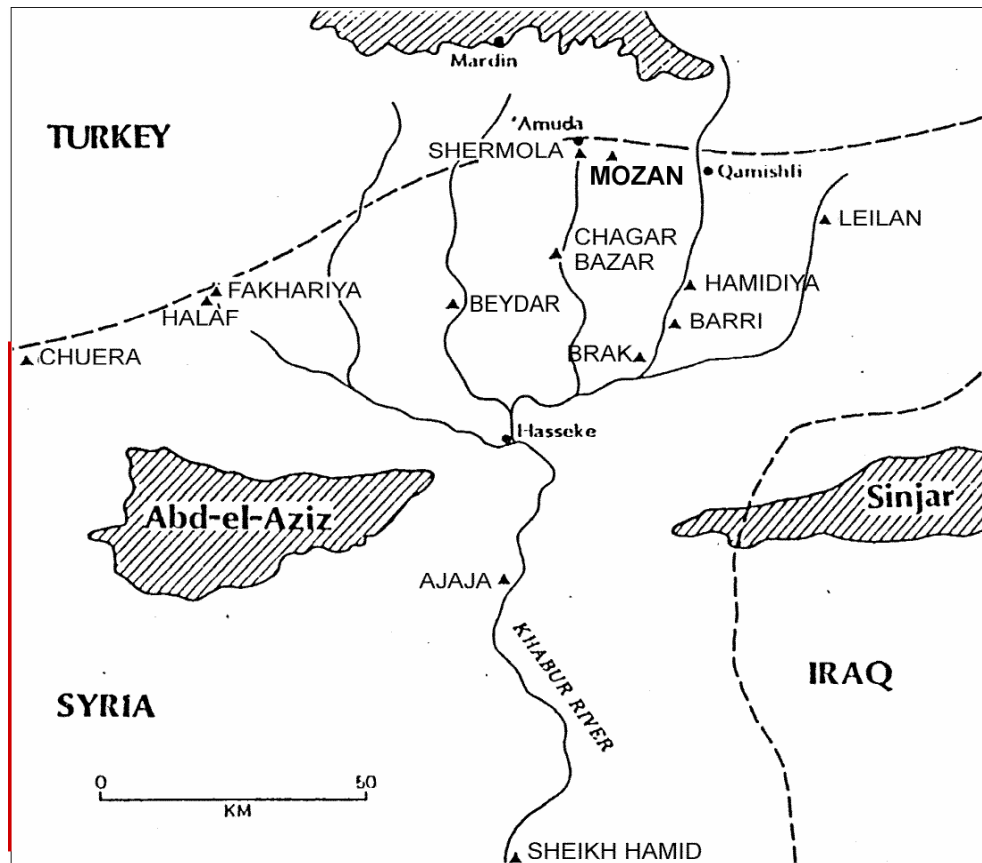 Mardin
TURKEY
'Amuda
SHERMOLA
MOZAN
Qamishli
LEILAN
CHAGAR
BAZAR
FAKHARIYA
HALAF
BEYDAR
HAMIDIYA
BARRI
CHUERA
BRAK
Hasseke
Abd-el-Aziz
Sinjar
AJAJA
KHABUR RIVER
IRAQ
SYRIA
0 50
KM
SHEIKH HAMID